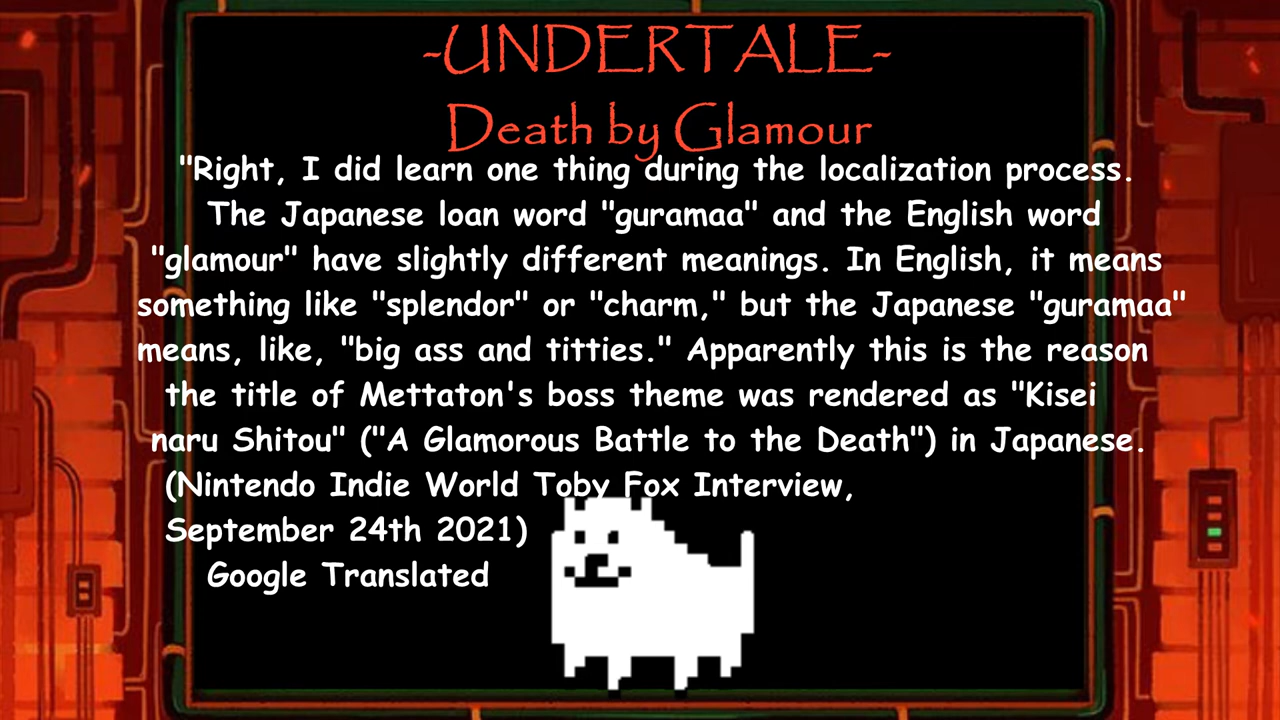 -UNDERTALE-
Death by Glamour
"Right, I did learn one thing during the localization process.
The Japanese loan word "guramaa" and the English word
"glamour" have slightly different meanings. In English, it means
something like "splendor" or "charm," but the Japanese "guramaa"
means, like, "big ass and titties." Apparently this is the reason
the title of Mettaton's boss theme was rendered as "Kisei
naru Shitou" ("A Glamorous Battle to the Death") in Japanese.
(Nintendo Indie World Toby Fox Interview,
September 24th 2021)
Google Translated